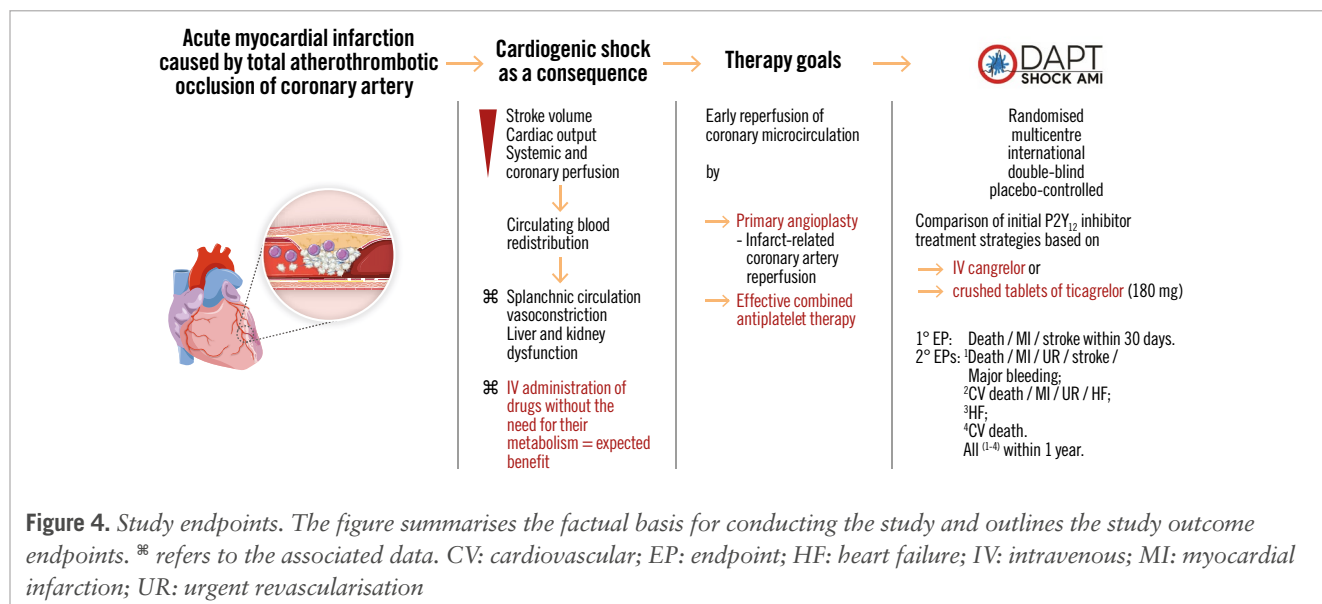 Acute myocardial infarction
caused by total atherothrombotic
occlusion of coronary artery
Cardiogenic shock
as a consequence
Stroke volume
Cardiac output
Systemic and
coronary perfusion
Circulating blood
redistribution
⌘ Splanchnic circulation
vasoconstriction
Liver and kidney
dysfunction
⌘ IV administration of
drugs without the
need for their
metabolism = expected
benefit
Therapy goals
Early reperfusion of
coronary microcirculation
by
Primary angioplasty
- Infarct-related
coronary artery
reperfusion
Effective combined
antiplatelet therapy
DAPT
SHOCK AMI
Randomised
multicentre
international
double-blind
placebo-controlled
Comparison of initial P2Y₁₂ inhibitor
treatment strategies based on
IV cangrelor or
crushed tablets of ticagrelor (180 mg)
1° EP: Death / MI / stroke within 30 days.
2° EPs: ¹Death / MI / UR / stroke /
Major bleeding;
²CV death / MI / UR / HF;
³HF;
⁴CV death.
All ⁽¹⁻⁴⁾ within 1 year.
Figure 4. Study endpoints. The figure summarises the factual basis for conducting the study and outlines the study outcome
endpoints. ⌘ refers to the associated data. CV: cardiovascular; EP: endpoint; HF: heart failure; IV: intravenous; MI: myocardial
infarction; UR: urgent revascularisation